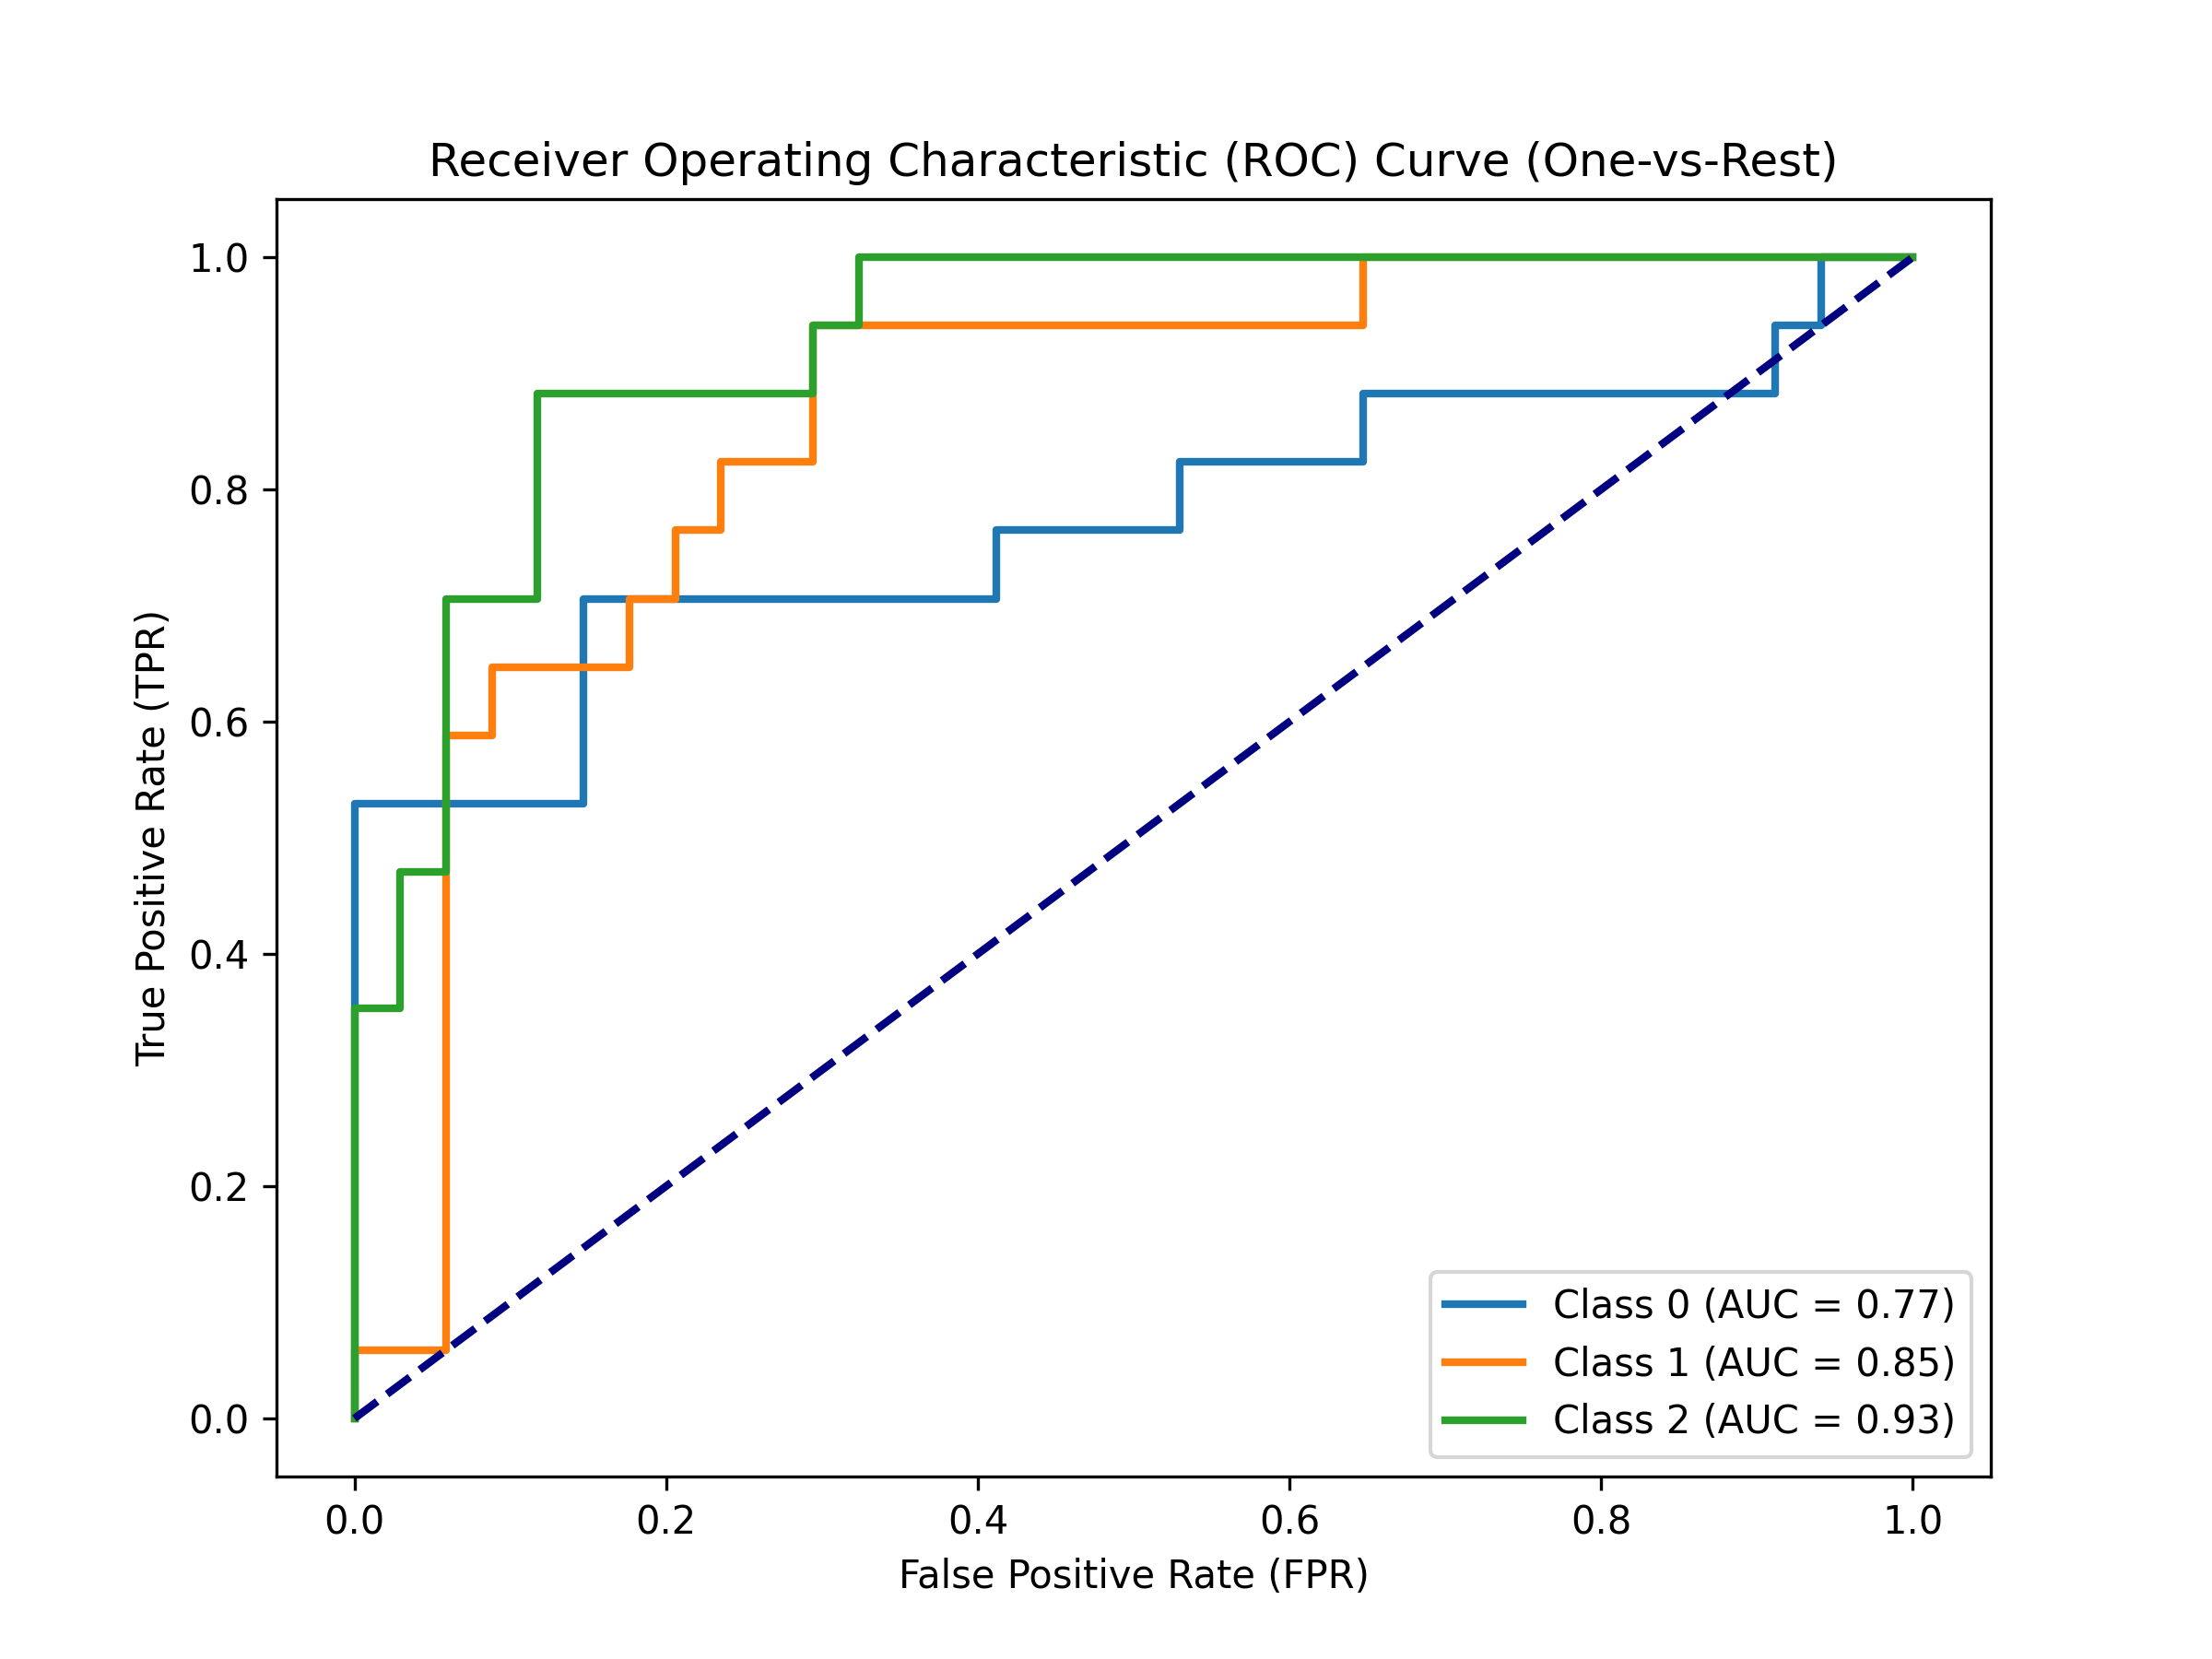 Receiver Operating Characteristic (ROC) Curve (One-vs-Rest)
True Positive Rate (TPR)
1.0
0.8
0.6
0.4
0.2
0.0
Class 0 (AUC = 0.77)
Class 1 (AUC = 0.85)
Class 2 (AUC = 0.93)
0.0 0.2 0.4 0.6 0.8 1.0
False Positive Rate (FPR)